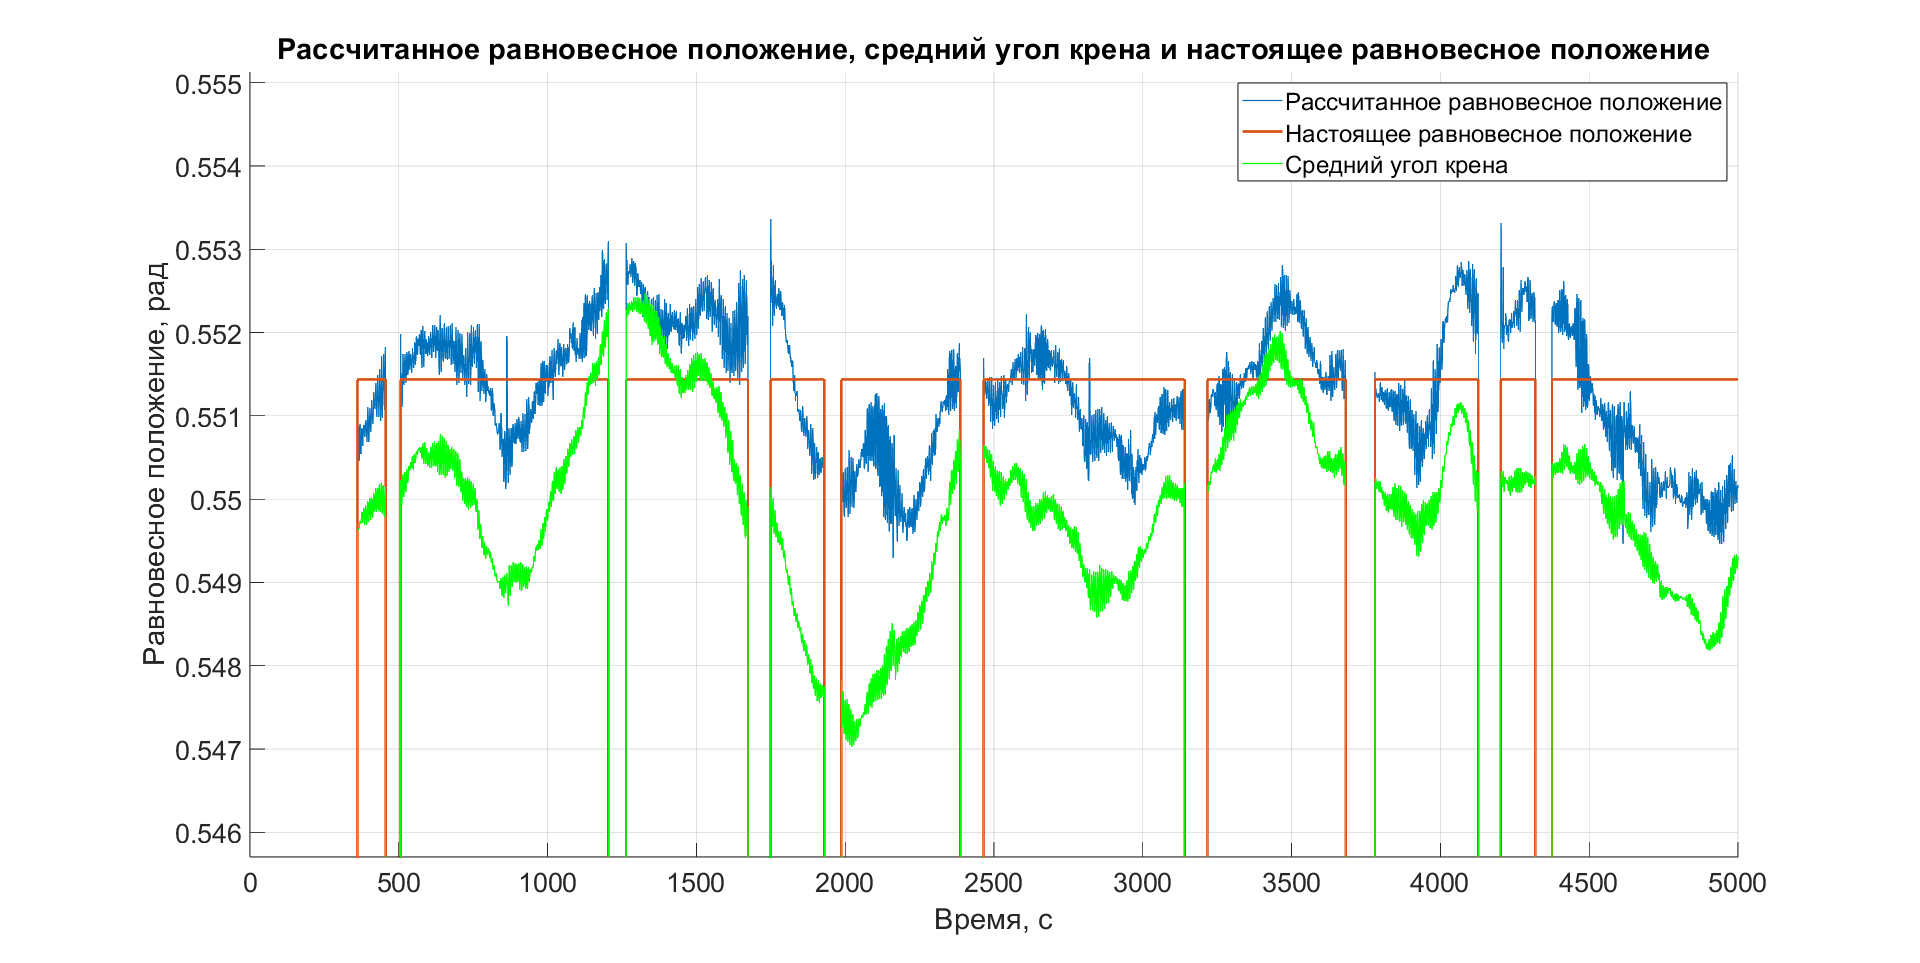 Рассчитанное равновесное положение, средний угол крена и настоящее равновесное положение
Рассчитанное равновесное положение
Настоящее равновесное положение
Средний угол крена
Равновесное положение, рад
0.555
0.554
0.553
0.552
0.551
0.55
0.549
0.548
0.547
0.546
0 500 1000 1500 2000 2500 3000 3500 4000 4500 5000
Время, с